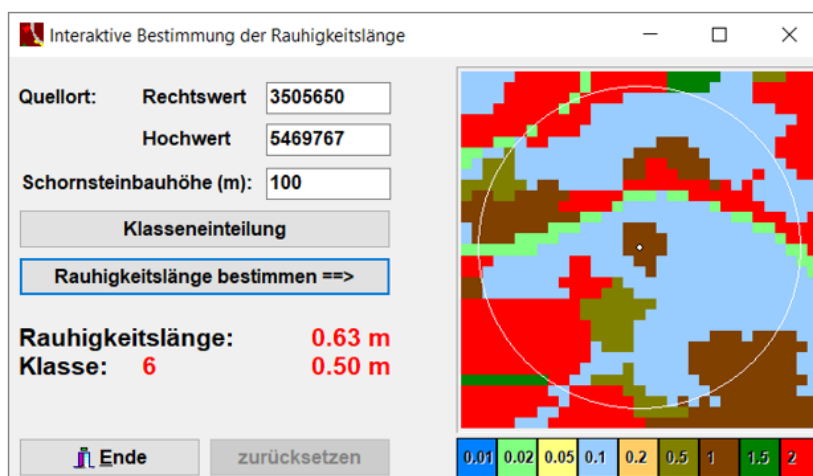 Interaktive Bestimmung der Rauhigkeitslänge
Quellort: Rechtswert 3505650
Hochwert 5469767
Schornsteinbauhöhe (m): 100
Klasseneinteilung
Rauhigkeitslänge bestimmen ==>
Rauhigkeitslänge: 0.63 m
Klasse: 6 0.50 m
Ende zurücksetzen
0.01 0.02 0.05 0.1 0.2 0.5 1 1.5 2